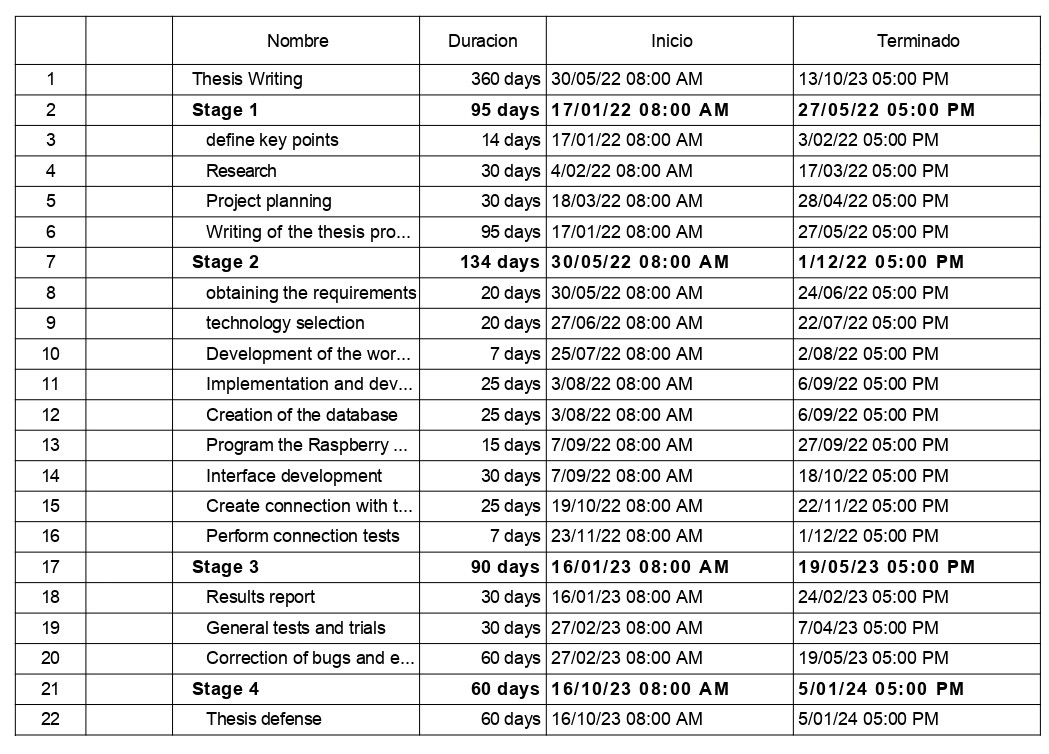 Nombre Duracion Inicio Terminado
1 Thesis Writing 360 days 30/05/22 08:00 AM 13/10/23 05:00 PM
2 Stage 1 95 days 17/01/22 08:00 AM 27/05/22 05:00 PM
3 define key points 14 days 17/01/22 08:00 AM 3/02/22 05:00 PM
4 Research 30 days 4/02/22 08:00 AM 17/03/22 05:00 PM
5 Project planning 30 days 18/03/22 08:00 AM 28/04/22 05:00 PM
6 Writing of the thesis pro... 95 days 17/01/22 08:00 AM 27/05/22 05:00 PM
7 Stage 2 134 days 30/05/22 08:00 AM 1/12/22 05:00 PM
8 obtaining the requirements 20 days 30/05/22 08:00 AM 24/06/22 05:00 PM
9 technology selection 20 days 27/06/22 08:00 AM 22/07/22 05:00 PM
10 Development of the wor... 7 days 25/07/22 08:00 AM 2/08/22 05:00 PM
11 Implementation and dev... 25 days 3/08/22 08:00 AM 6/09/22 05:00 PM
12 Creation of the database 25 days 3/08/22 08:00 AM 6/09/22 05:00 PM
13 Program the Raspberry ... 15 days 7/09/22 08:00 AM 27/09/22 05:00 PM
14 Interface development 30 days 7/09/22 08:00 AM 18/10/22 05:00 PM
15 Create connection with t... 25 days 19/10/22 08:00 AM 22/11/22 05:00 PM
16 Perform connection tests 7 days 23/11/22 08:00 AM 1/12/22 05:00 PM
17 Stage 3 90 days 16/01/23 08:00 AM 19/05/23 05:00 PM
18 Results report 30 days 16/01/23 08:00 AM 24/02/23 05:00 PM
19 General tests and trials 30 days 27/02/23 08:00 AM 7/04/23 05:00 PM
20 Correction of bugs and e... 60 days 27/02/23 08:00 AM 19/05/23 05:00 PM
21 Stage 4 60 days 16/10/23 08:00 AM 5/01/24 05:00 PM
22 Thesis defense 60 days 16/10/23 08:00 AM 5/01/24 05:00 PM